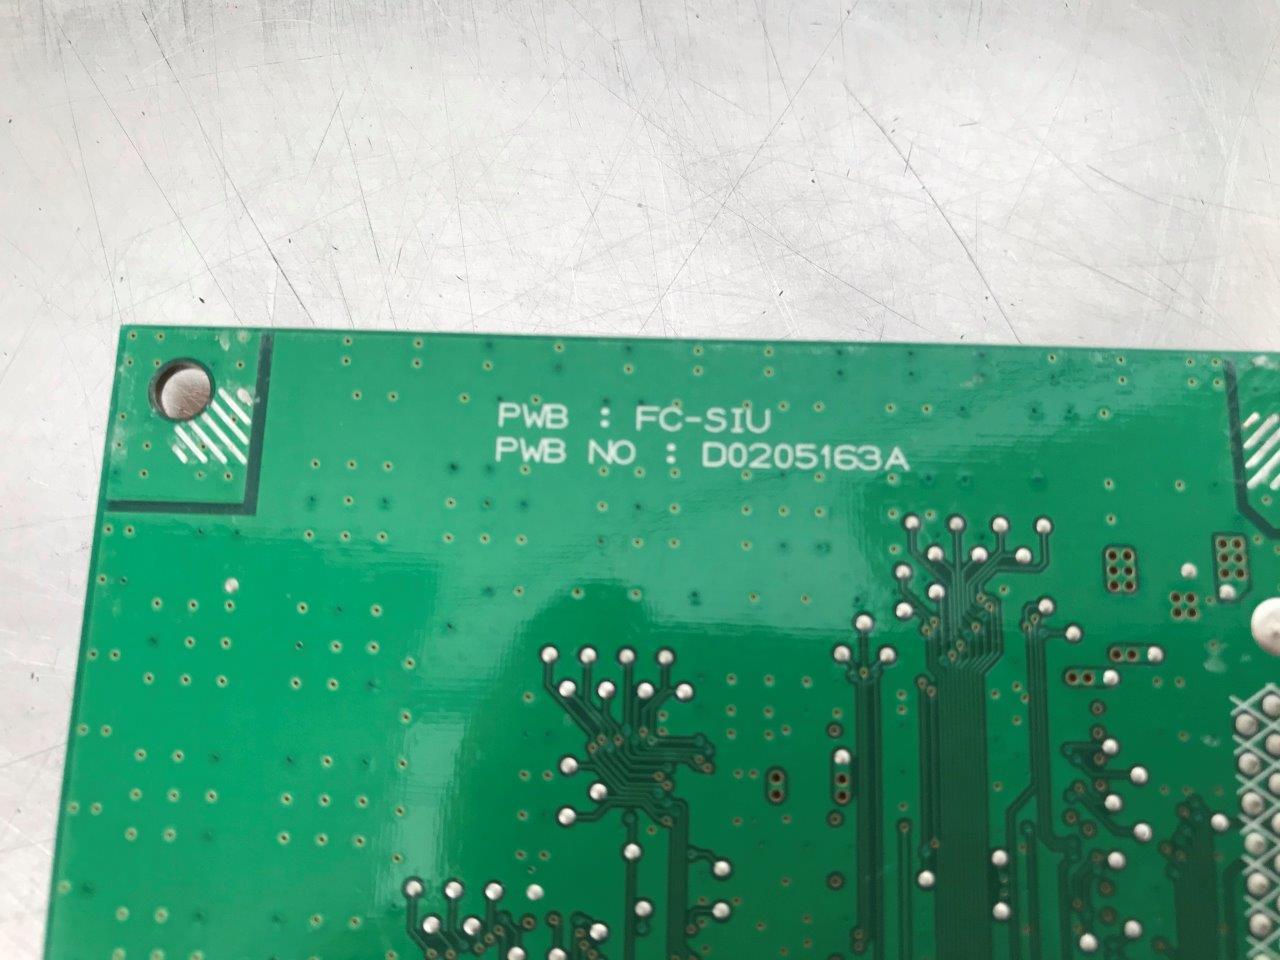 PWB : FC-SIU
PWB NO : D0205163A